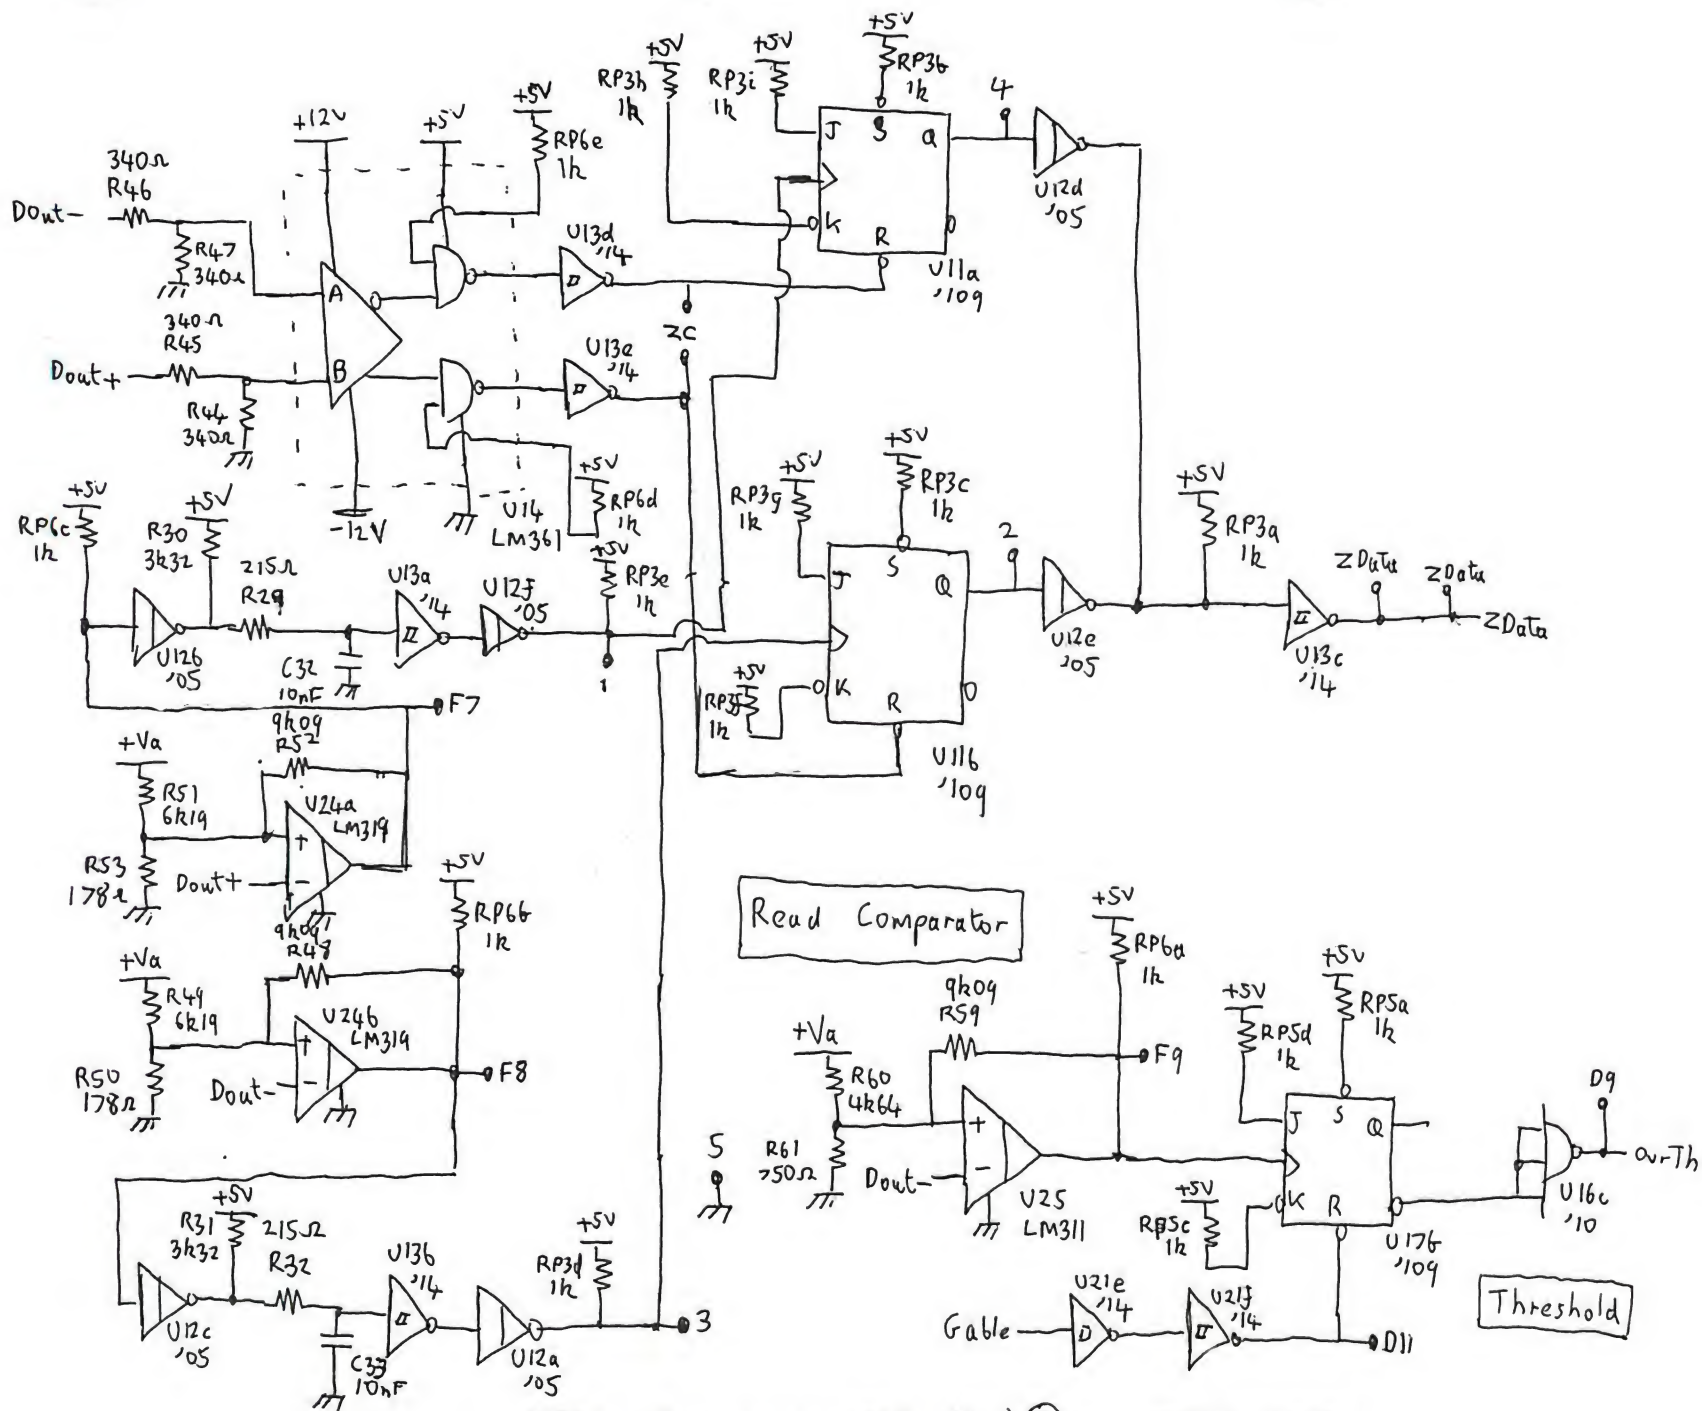 +5V
RP3b
1k
+5V
RP3h
1k
+5V
RP3i
1k
J
S
Q
K
R
U11a
'109
4
U12d
'05
+12V
+5V
+5V
RP6e
1k
340Ω
R46
Dout-
R47
340Ω
A
B
U13d
'14
340Ω
R45
Dout+
R44
340Ω
ZC
U13e
'14
-12V
U14
LM361
+5V
RP6d
1k
+5V
RP3g
1k
+5V
RP3c
1k
J
S
Q
K
R
U11b
'109
+5V
RP3f
1k
2
U12e
'05
+5V
RP3a
1k
U13c
'14
ZData
ZData
ZData
+5V
RP6c
1k
+5V
R30
3k32
U12b
'05
215Ω
R29
C32
10nF
U13a
'14
U12f
'05
+5V
RP3e
1k
1
F7
9k09
R52
+Va
R51
6k19
R53
178Ω
Dout+
+
-
U24a
LM319
9k09
R48
+5V
RP6b
1k
+Va
R49
6k19
R50
178Ω
Dout-
+
-
U24b
LM319
F8
Read Comparator
5
+5V
RP6a
1k
9k09
R59
F9
+Va
R60
4k64
R61
750Ω
Dout-
+
-
U25
LM311
+5V
RP5d
1k
+5V
RP5a
1k
J
S
Q
K
R
U17b
'109
+5V
RP5c
1k
D9
ovrTh
U16c
'10
Gable
U21e
'14
U21f
'14
D11
Threshold
U12c
'05
+5V
R31
3k32
215Ω
R32
C33
10nF
U13b
'14
U12a
'05
+5V
RP3d
1k
3